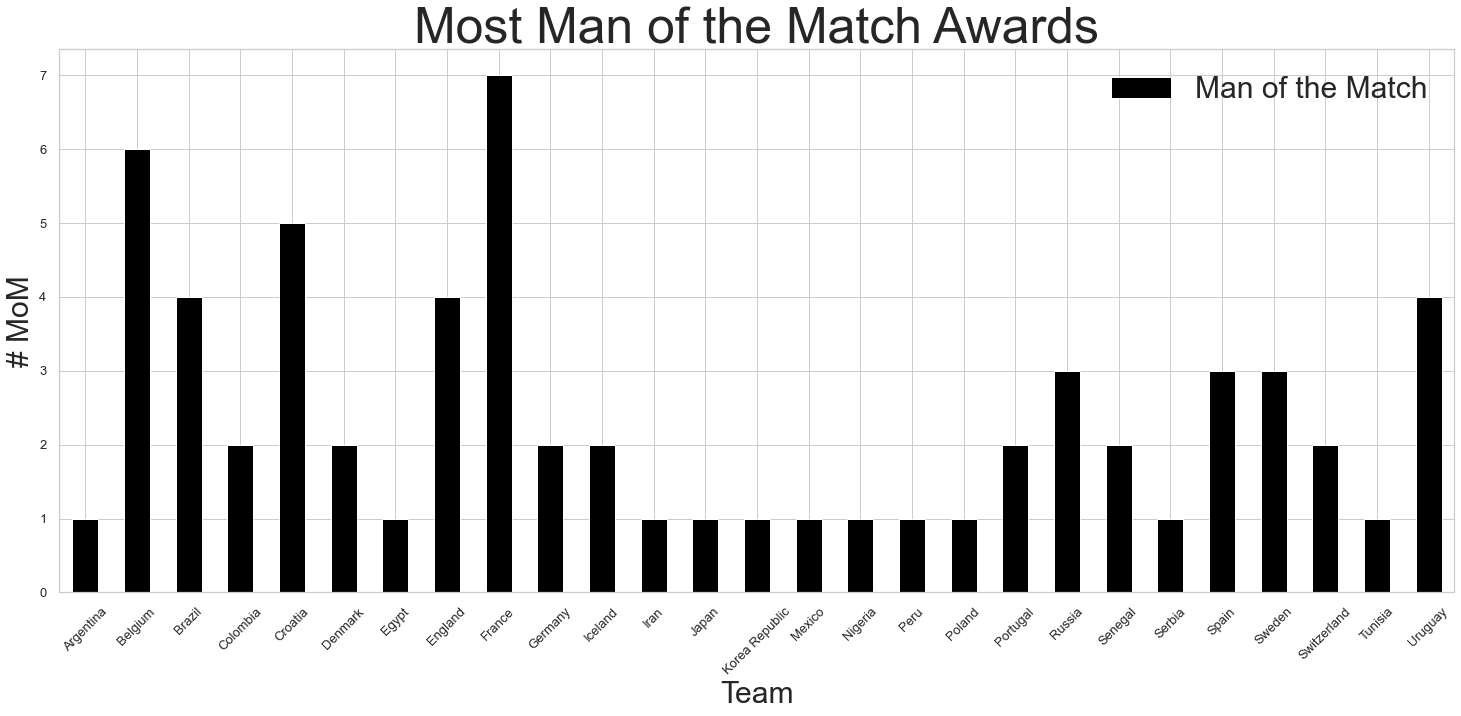 Most Man of the Match Awards
Man of the Match
7
6
5
4
3
2
1
0
# MoM
Argentina
Belgium
Brazil
Colombia
Croatia
Denmark
Egypt
England
France
Germany
Iceland
Iran
Japan
Korea Republic
Mexico
Nigeria
Peru
Poland
Portugal
Russia
Senegal
Serbia
Spain
Sweden
Switzerland
Tunisia
Uruguay
Team